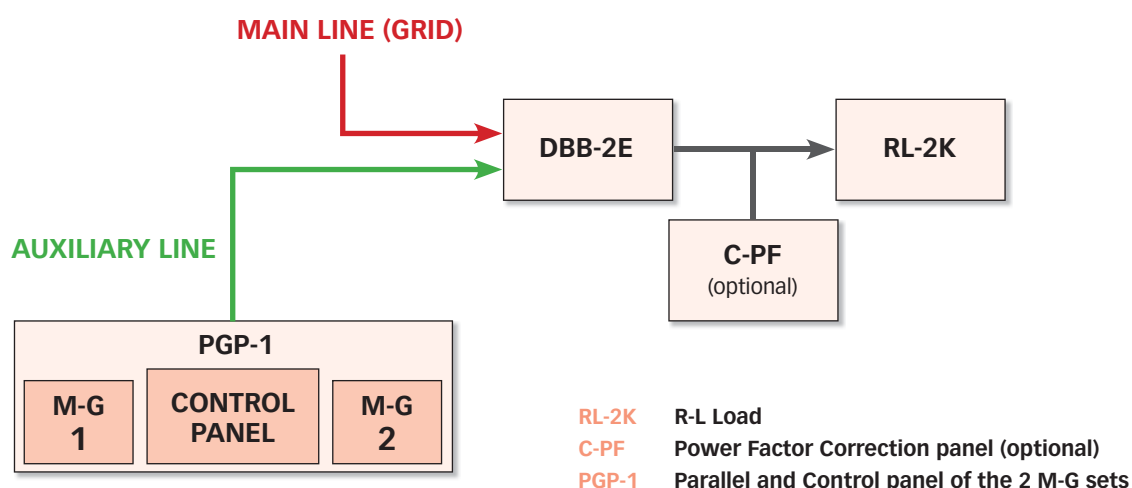 MAIN LINE (GRID)
DBB-2E
RL-2K
AUXILIARY LINE
C-PF
(optional)
PGP-1
M-G
1
CONTROL
PANEL
M-G
2
RL-2K R-L Load
C-PF Power Factor Correction panel (optional)
PGP-1 Parallel and Control panel of the 2 M-G sets